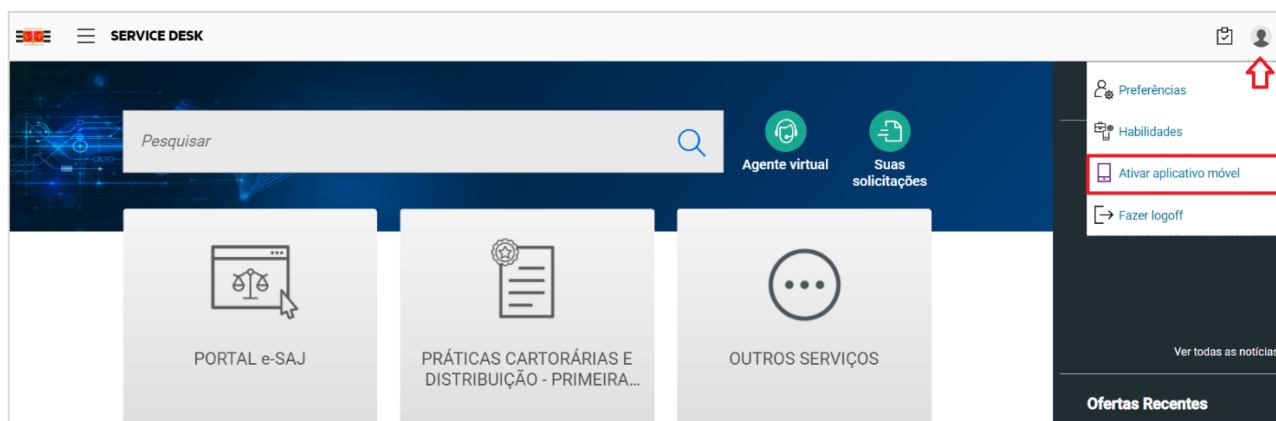 SERVICE DESK
Pesquisar
Agente virtual
Suas
solicitações
Preferências
Habilidades
Ativar aplicativo móvel
Fazer logoff
PORTAL e-SAJ
PRÁTICAS CARTORÁRIAS E
DISTRIBUIÇÃO - PRIMEIRA...
OUTROS SERVIÇOS
Ver todas as notícias
Ofertas Recentes